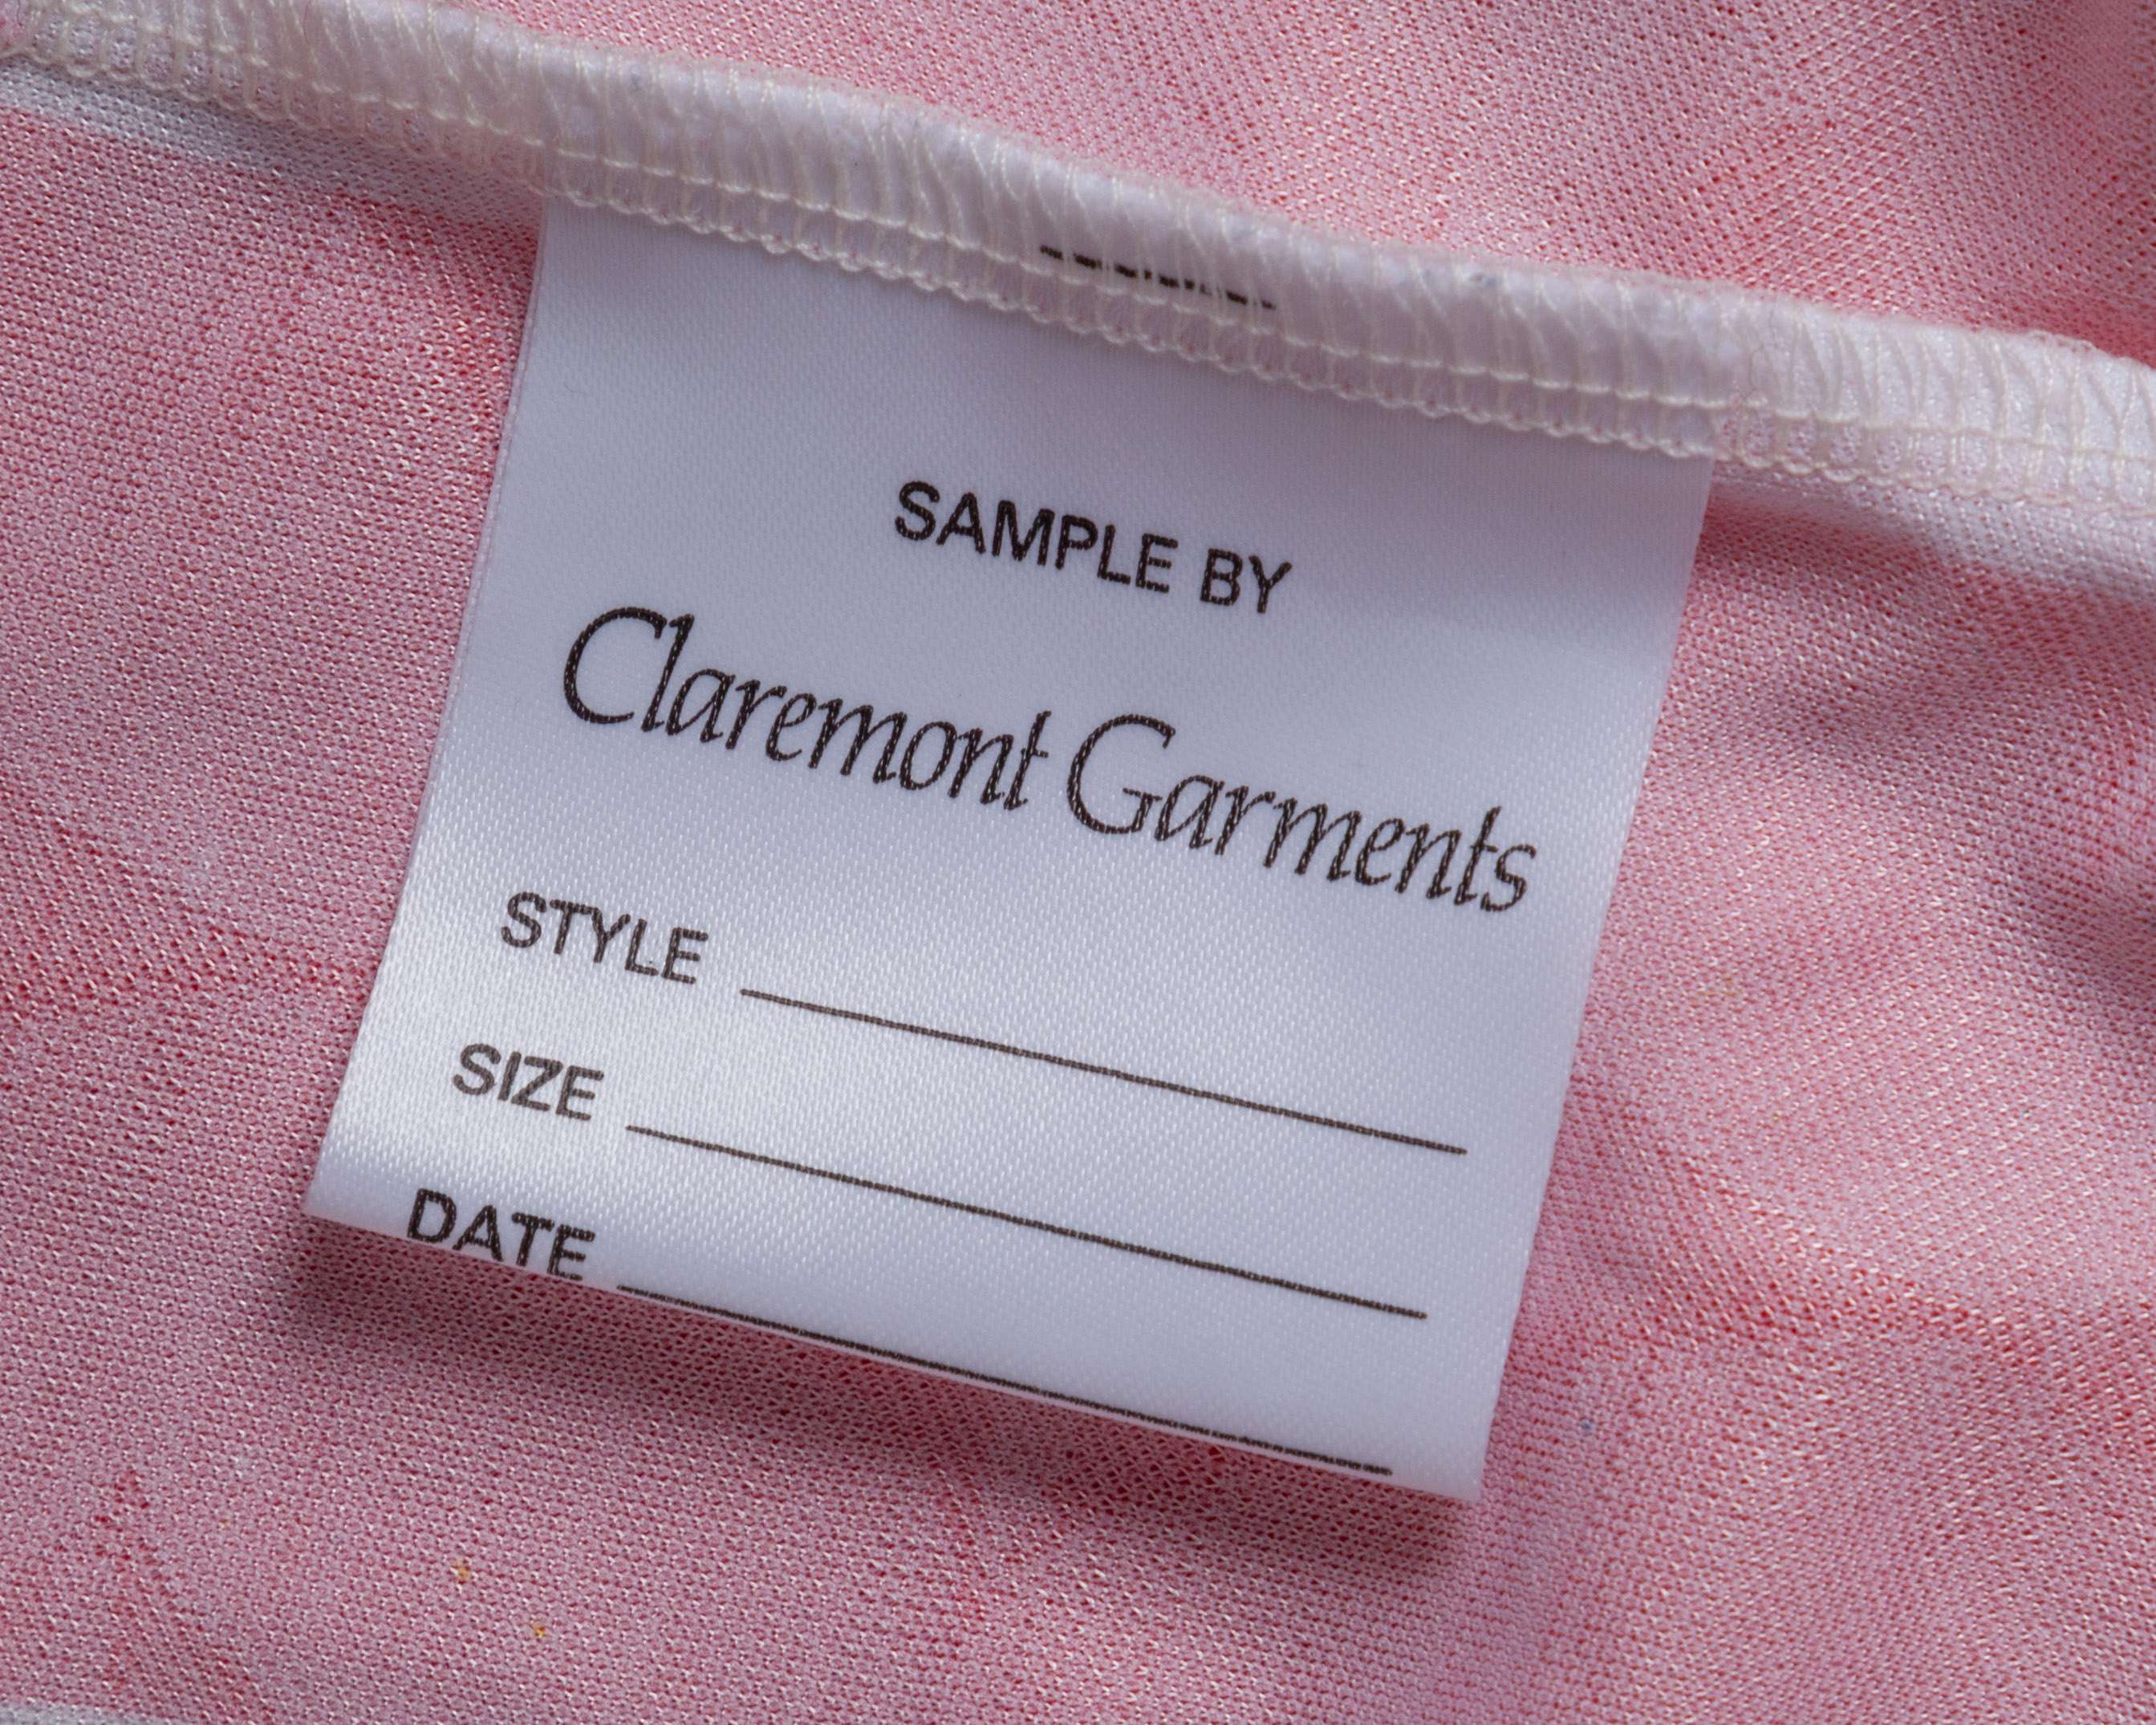 SAMPLE BY
Claremont Garments
STYLE
SIZE
DATE